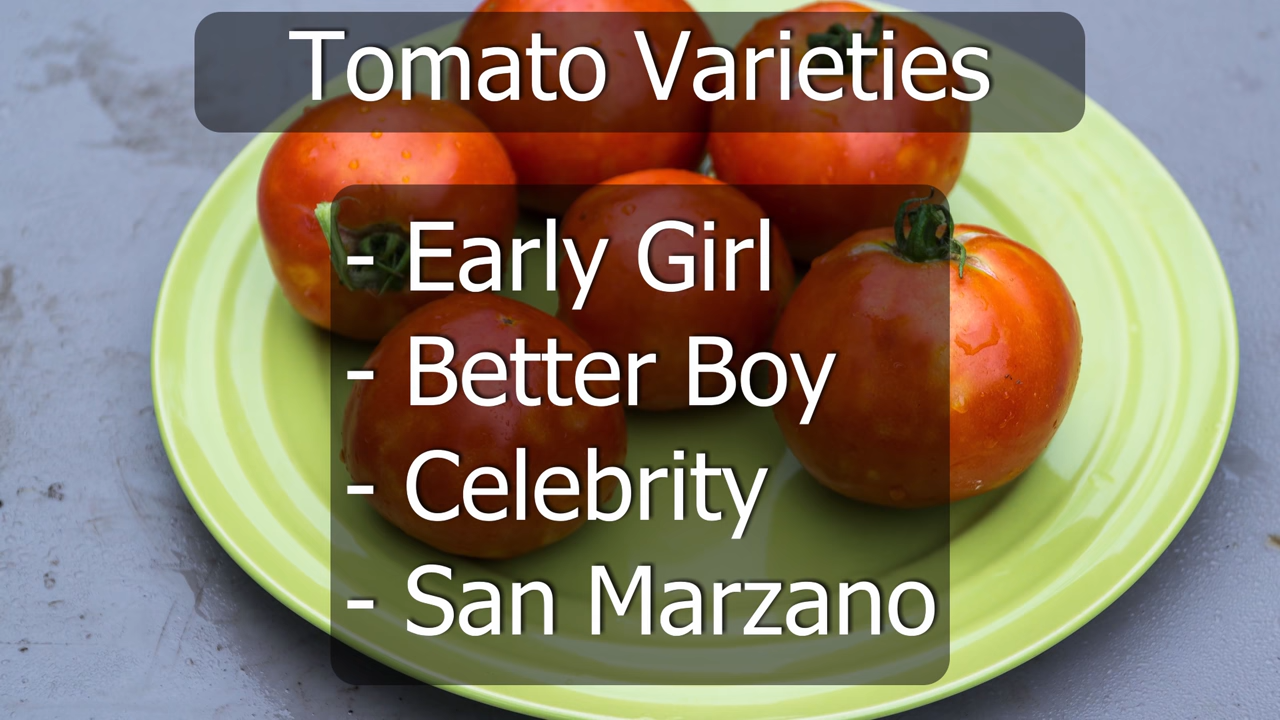 Tomato Varieties
- Early Girl
- Better Boy
- Celebrity
- San Marzano